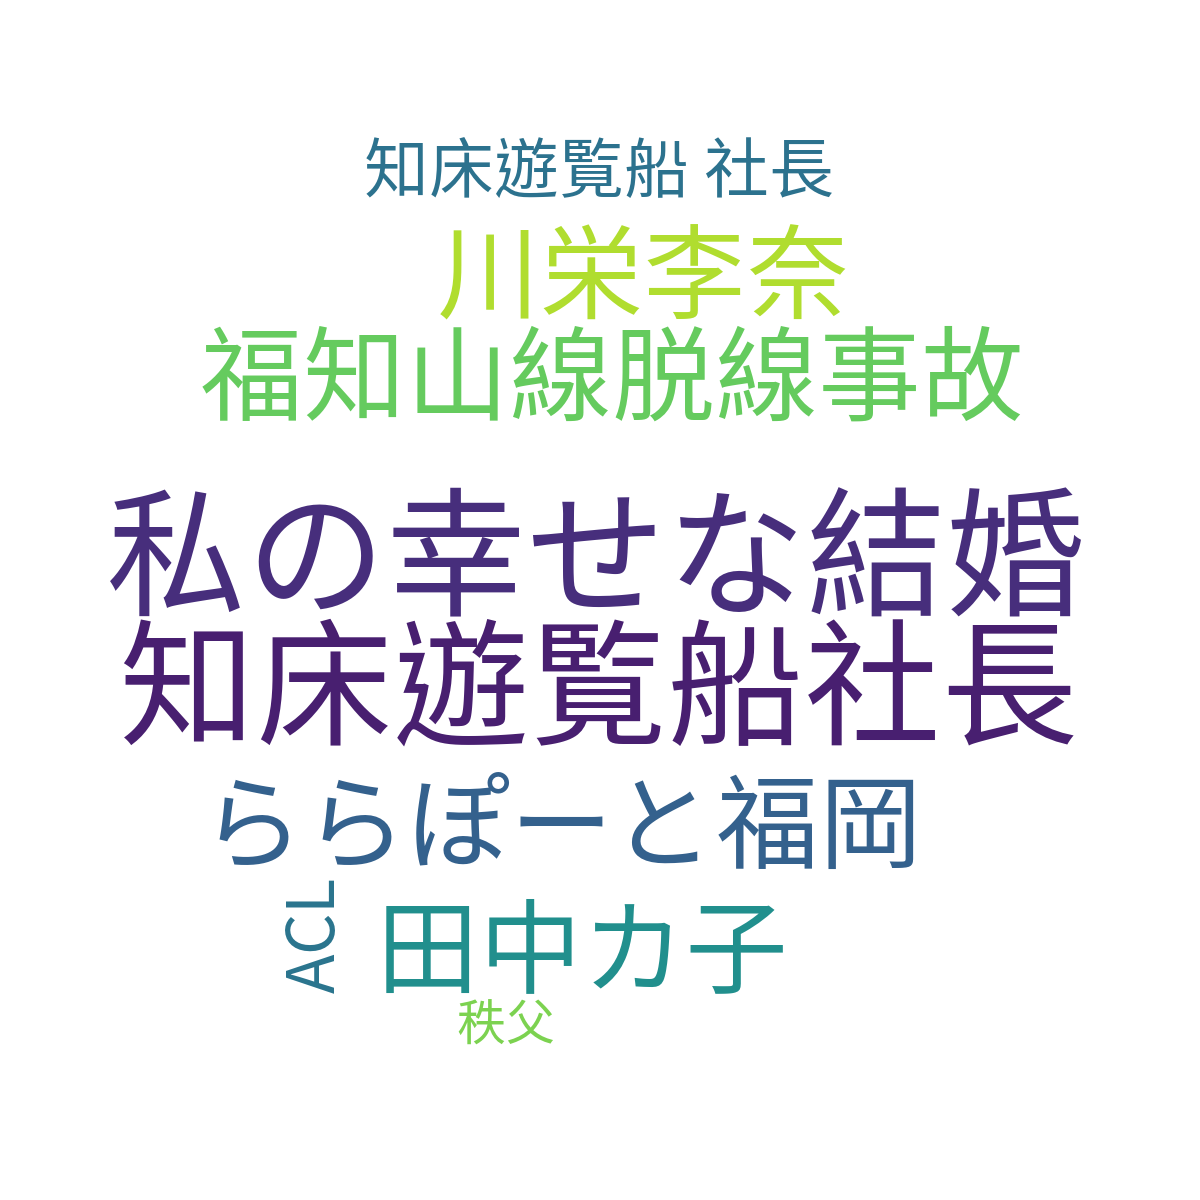 知床遊覧船 社長
川栄李奈
福知山線脱線事故
私の幸せな結婚
知床遊覧船社長
ららぽーと福岡
ACL
田中カ子
秩父